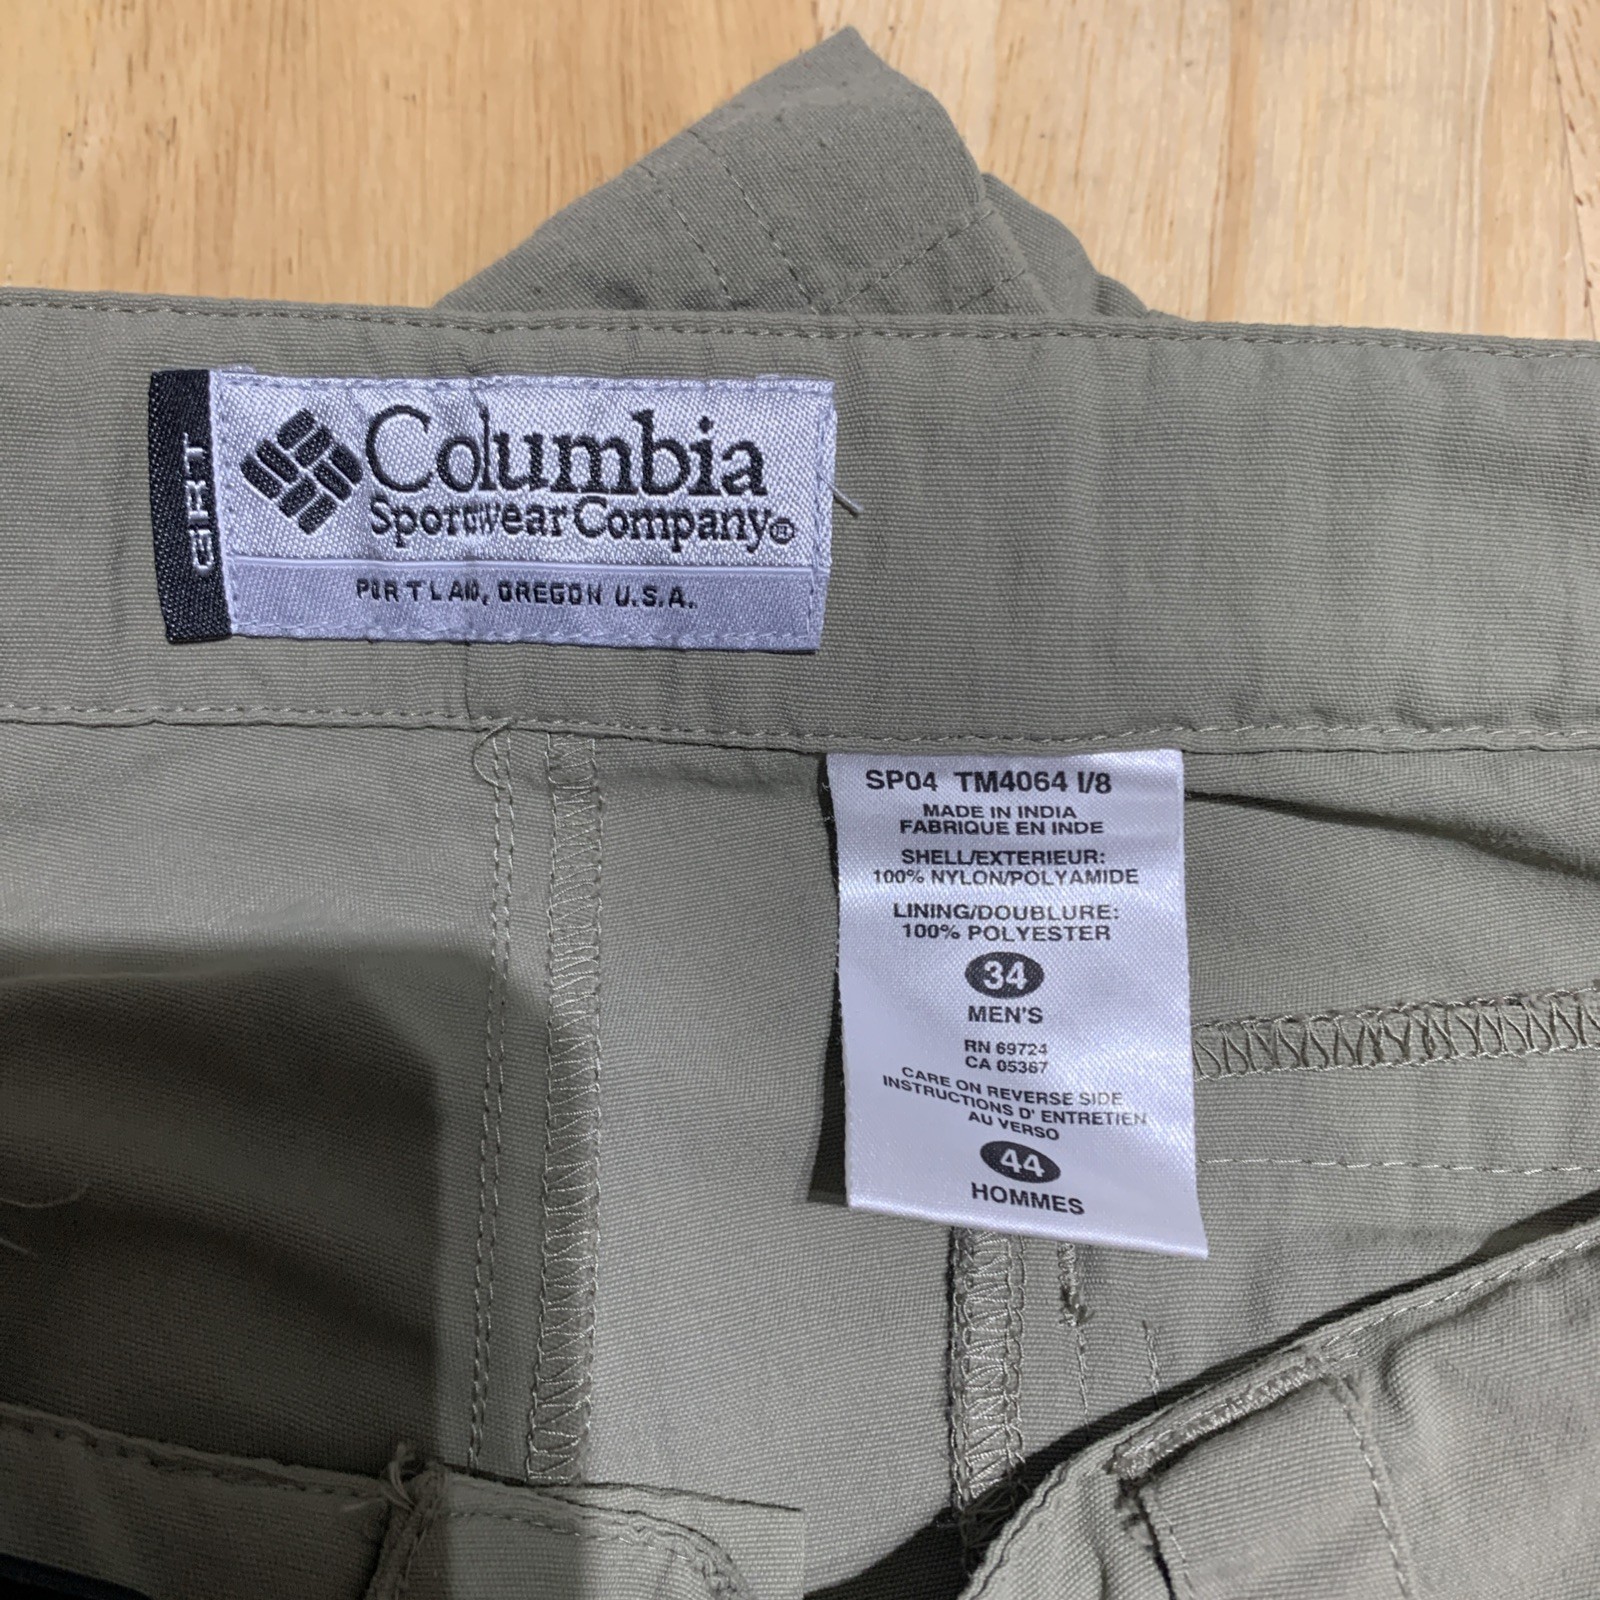 GRT
Columbia
Sportswear Company®
PORTLAND, OREGON U.S.A.
SP04 TM4064 I/8
MADE IN INDIA
FABRIQUE EN INDE
SHELL/EXTERIEUR:
100% NYLON/POLYAMIDE
LINING/DOUBLURE:
100% POLYESTER
34
MEN'S
RN 69724
CA 05367
CARE ON REVERSE SIDE
INSTRUCTIONS D' ENTRETIEN
AU VERSO
44
HOMMES